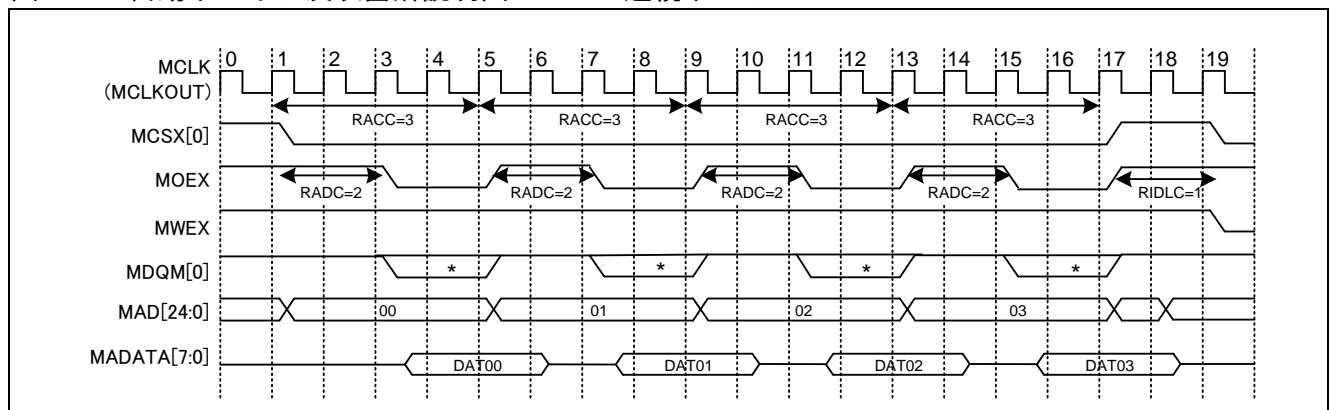 MCLK
(MCLKOUT)
0 1 2 3 4 5 6 7 8 9 10 11 12 13 14 15 16 17 18 19
RACC=3 RACC=3 RACC=3 RACC=3
MCSX[0]
MOEX
RADC=2 RADC=2 RADC=2 RADC=2 RIDLC=1
MWEX
MDQM[0]
* * * *
MAD[24:0]
00 01 02 03
MADATA[7:0]
DAT00 DAT01 DAT02 DAT03